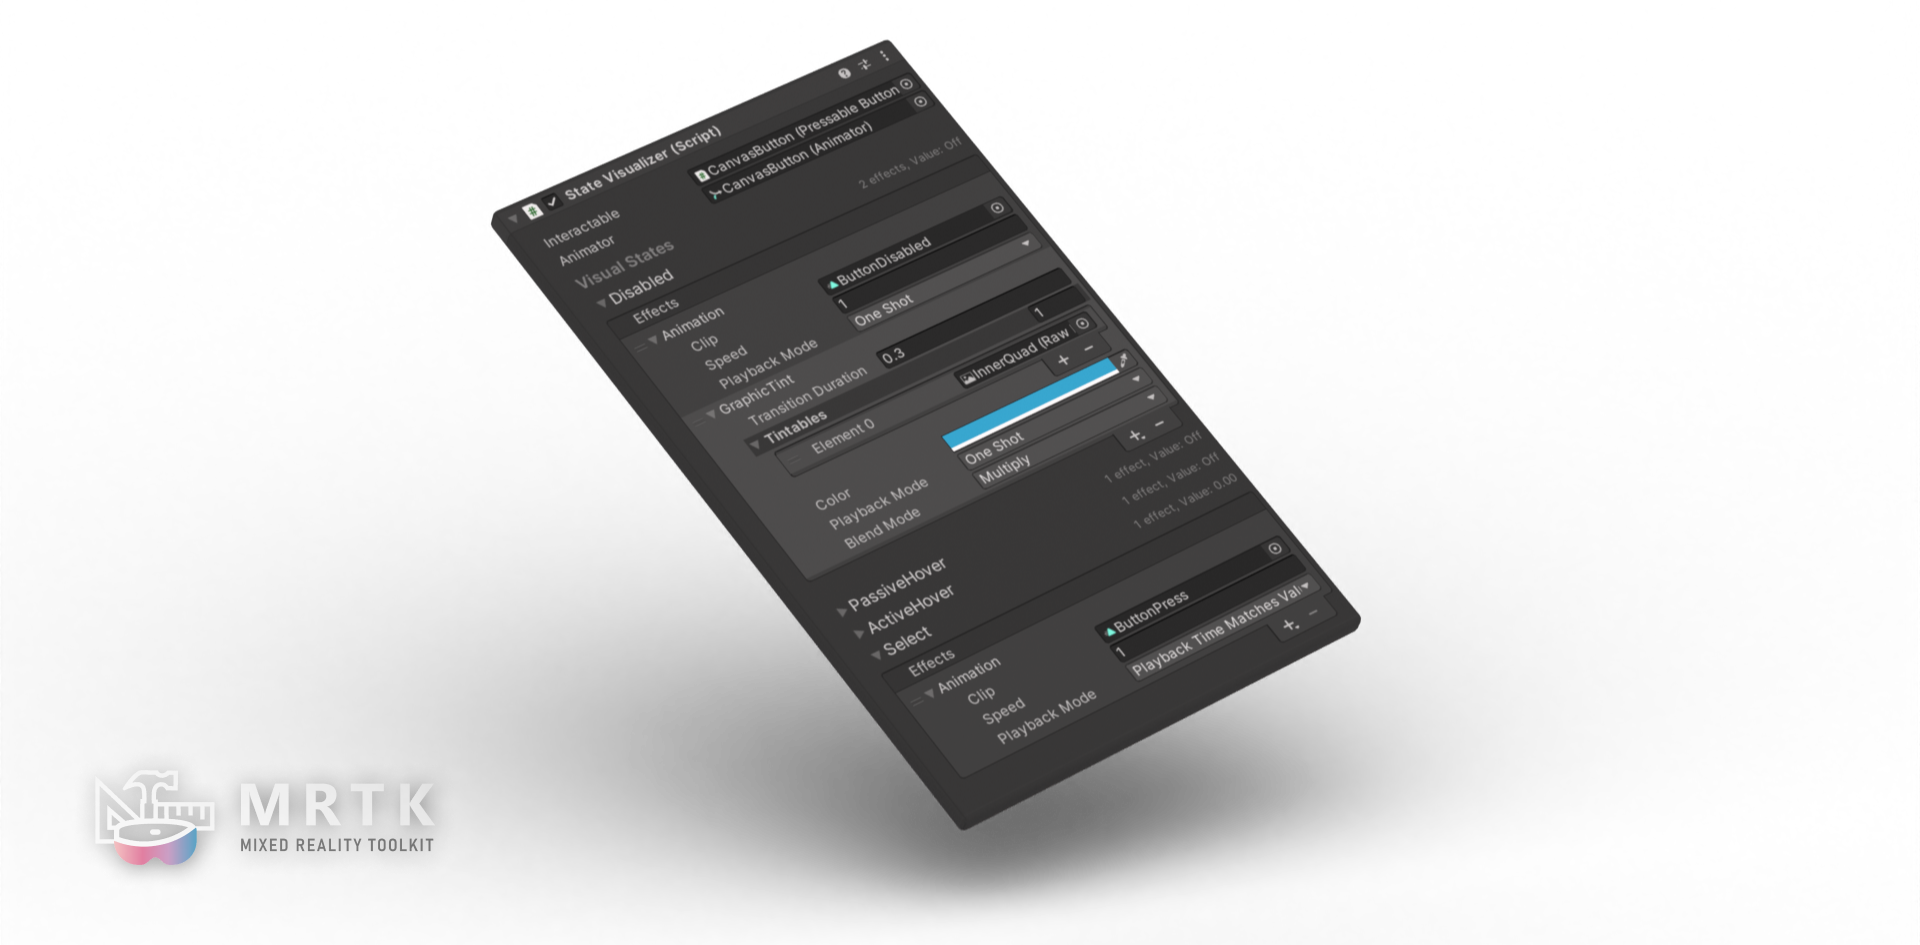 State Visualizer (Script)
Interactable CanvasButton (Pressable Button
Animator CanvasButton (Animator)
Visual States
Disabled 2 effects, Value: Off
Effects
Animation
Clip ButtonDisabled
Speed 1
Playback Mode One Shot
GraphicTint
Transition Duration 0.3
Tintables 1
Element 0 InnerQuad (Raw
+ −
Color
Playback Mode One Shot
Blend Mode Multiply
+ −
PassiveHover 1 effect, Value: Off
ActiveHover 1 effect, Value: Off
Select 1 effect, Value: 0.00
Effects
Animation
Clip ButtonPress
Speed 1
Playback Mode Playback Time Matches Val
+ −
MRTK
MIXED REALITY TOOLKIT